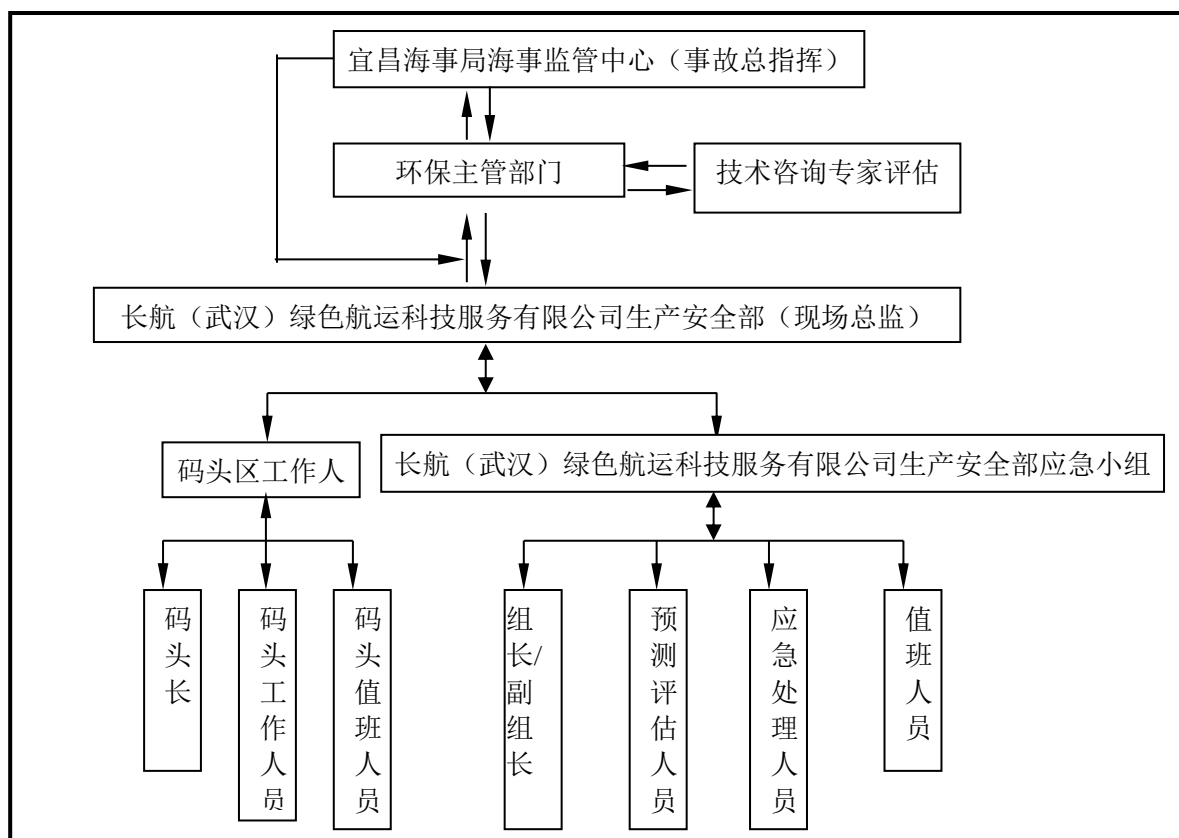 宜昌海事局海事监管中心（事故总指挥）
环保主管部门
技术咨询专家评估
长航（武汉）绿色航运科技服务有限公司生产安全部（现场总监）
码头区工作人
长航（武汉）绿色航运科技服务有限公司生产安全部应急小组
码头长
码头工作人员
码头值班人员
组长/副组长
预测评估人员
应急处理人员
值班人员